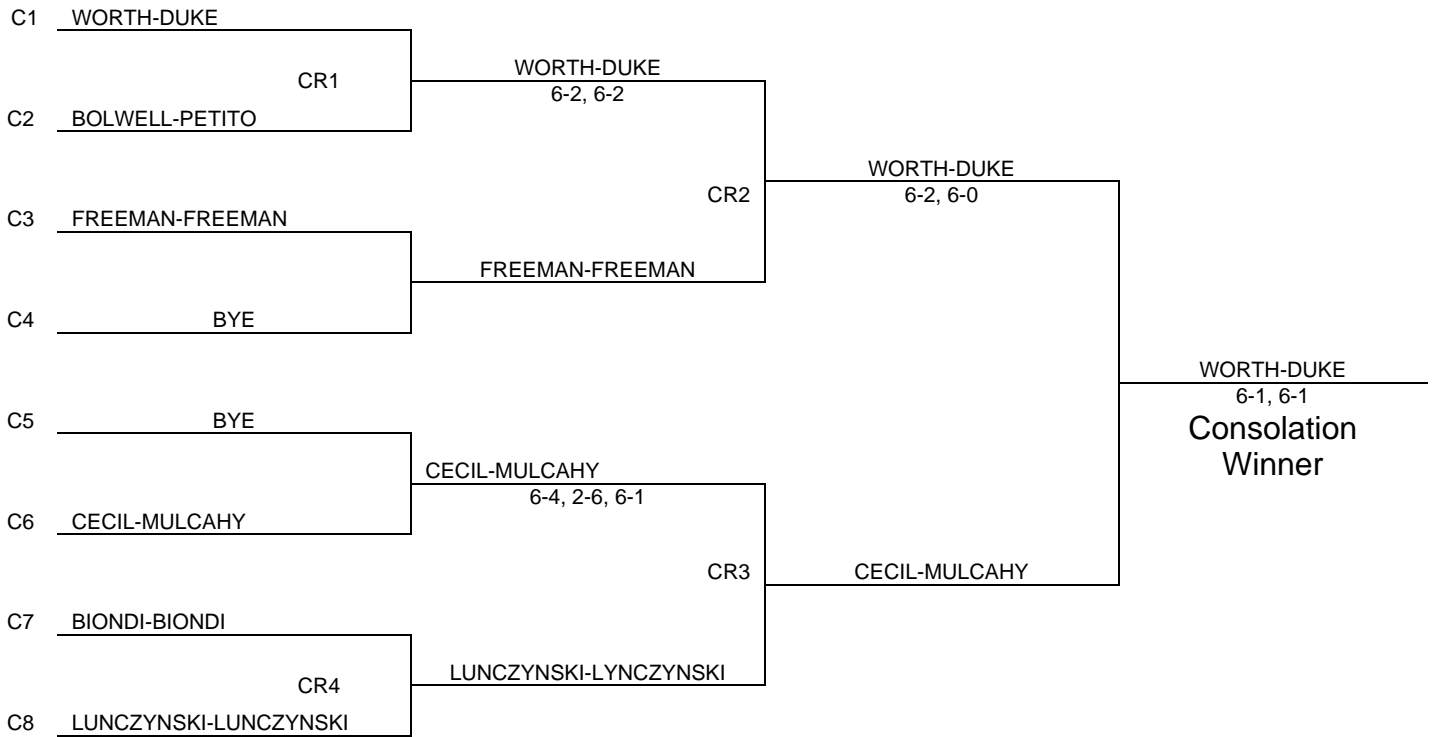 C1 WORTH-DUKE
WORTH-DUKE
CR1
6-2, 6-2
C2 BOLWELL-PETITO
WORTH-DUKE
CR2
6-2, 6-0
C3 FREEMAN-FREEMAN
FREEMAN-FREEMAN
C4 BYE
WORTH-DUKE
6-1, 6-1
C5 BYE
Consolation
Winner
CECIL-MULCAHY
6-4, 2-6, 6-1
C6 CECIL-MULCAHY
CR3
CECIL-MULCAHY
C7 BIONDI-BIONDI
LUNCZYNSKI-LYNCZYNSKI
CR4
C8 LUNCZYNSKI-LUNCZYNSKI